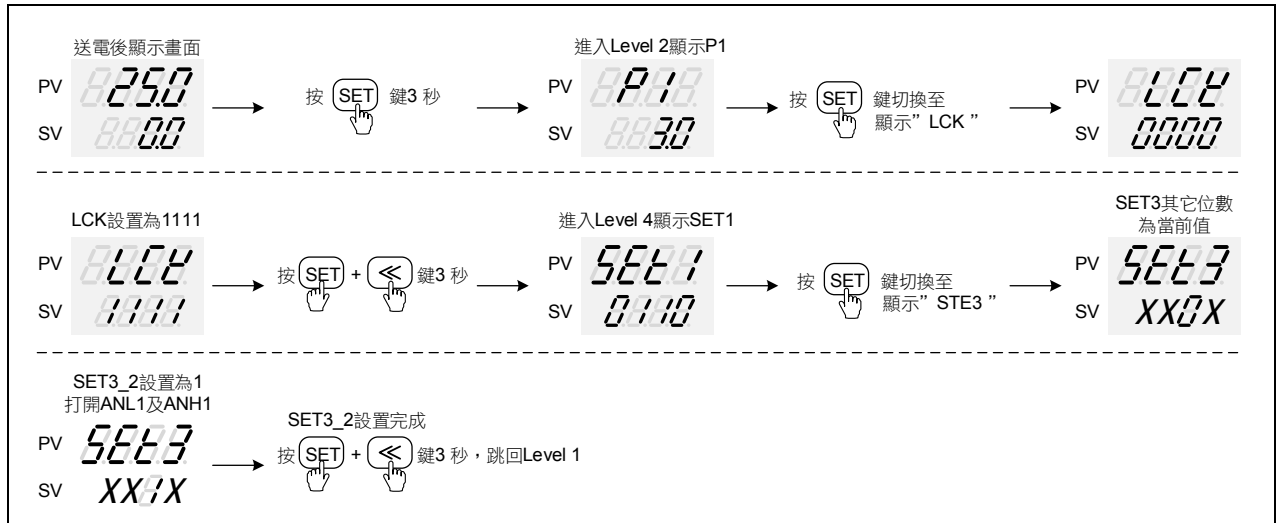 送電後顯示畫面
PV 25.0
SV 0.0
按 SET 鍵3 秒
進入Level 2顯示P1
PV P1
SV 3.0
按 SET 鍵切換至
顯示” LCK ”
PV LCK
SV 0000
LCK設置為1111
PV LCK
SV 1111
按 SET + ≪ 鍵3 秒
進入Level 4顯示SET1
PV SEt1
SV 0110
按 SET 鍵切換至
顯示” STE3 ”
SET3其它位數
為當前值
PV SEt3
SV XX0X
SET3_2設置為1
打開ANL1及ANH1
PV SEt3
SV XX1X
SET3_2設置完成
按 SET + ≪ 鍵3 秒，跳回Level 1